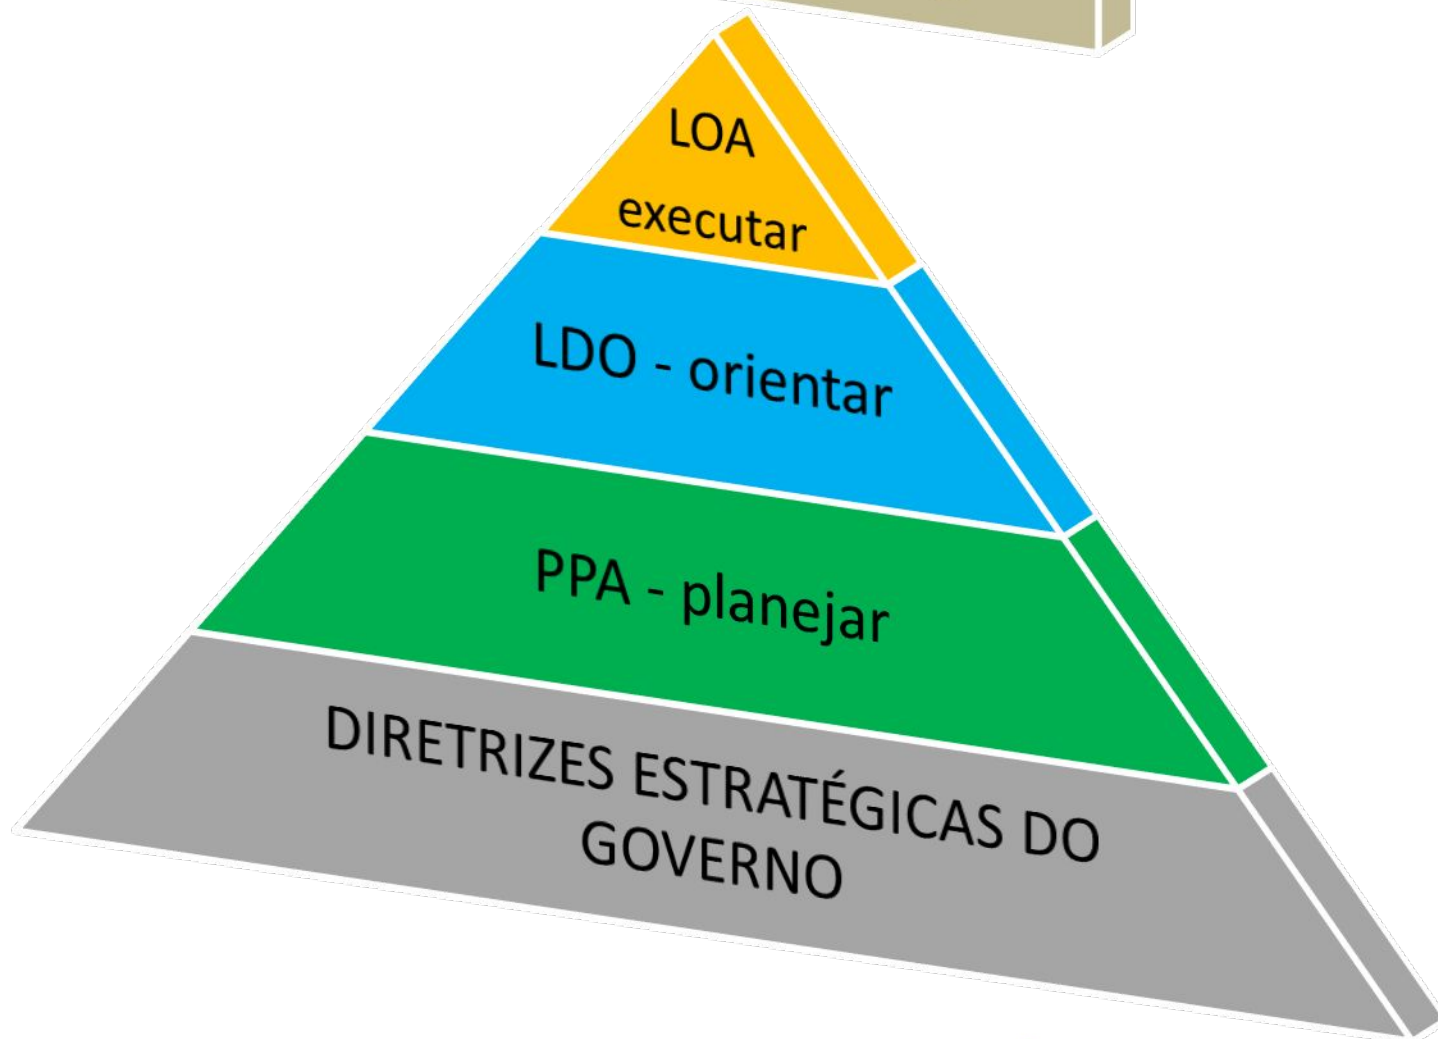 LOA
executar
LDO - orientar
PPA - planejar
DIRETRIZES ESTRATÉGICAS DO
GOVERNO